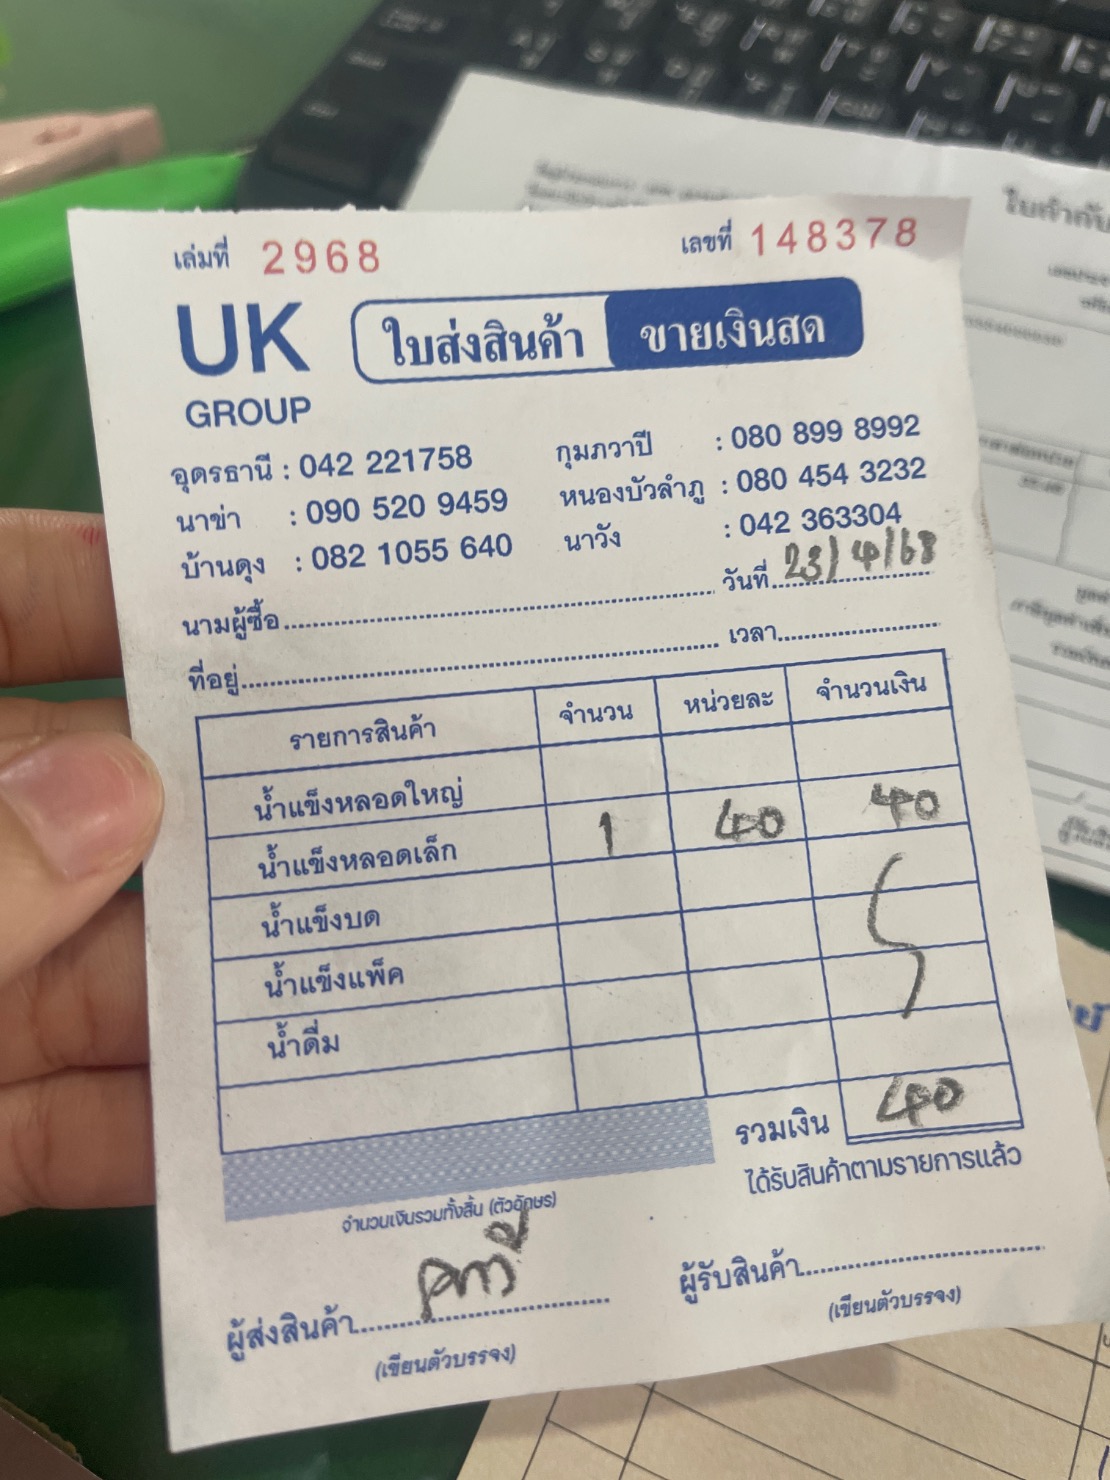 เล่มที่ 2968 เลขที่ 148378
UK GROUP
ใบส่งสินค้า ขายเงินสด
อุดรธานี : 042 221758 กุมภวาปี : 080 899 8992
นาข่า : 090 520 9459 หนองบัวลำภู : 080 454 3232
บ้านดุง : 082 1055 640 นาวัง : 042 363304
นามผู้ซื้อ วันที่ 23/4/68
ที่อยู่ เวลา
รายการสินค้า จำนวน หน่วยละ จำนวนเงิน
น้ำแข็งหลอดใหญ่
น้ำแข็งหลอดเล็ก 1 40 40
น้ำแข็งบด
น้ำแข็งแพ็ค
น้ำดื่ม
รวมเงิน 40
จำนวนเงินรวมทั้งสิ้น (ตัวอักษร) ได้รับสินค้าตามรายการแล้ว
ผู้ส่งสินค้า ผู้รับสินค้า
(เขียนตัวบรรจง) (เขียนตัวบรรจง)